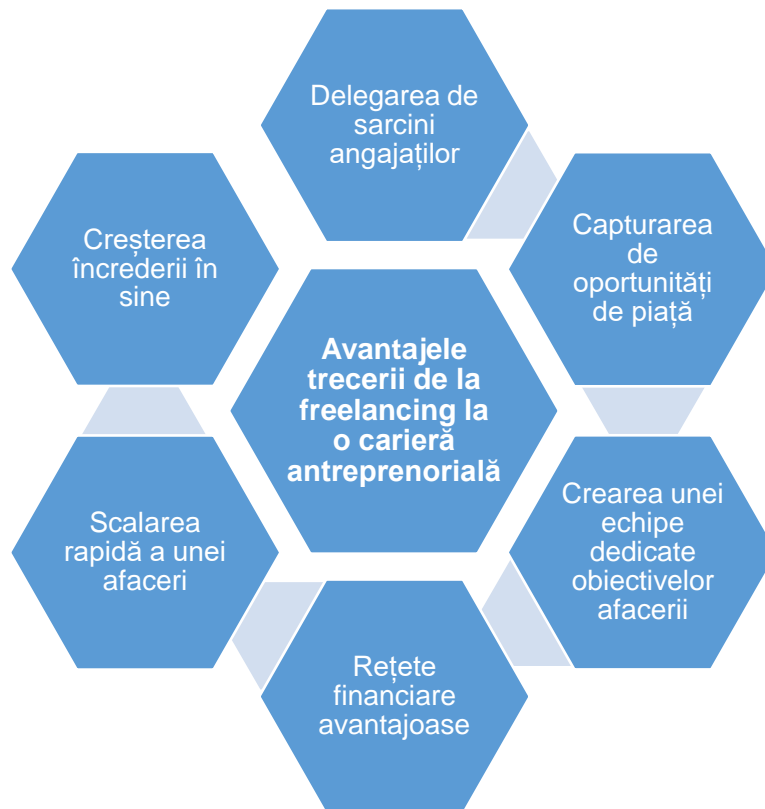 Delegarea de
sarcini
angajaților
Capturarea
de
oportunități
de piață
Crearea unei
echipe
dedicate
obiectivelor
afacerii
Rețete
financiare
avantajoase
Scalarea
rapidă a unei
afaceri
Creșterea
încrederii în
sine
Avantajele
trecerii de la
freelancing la
o carieră
antreprenorială